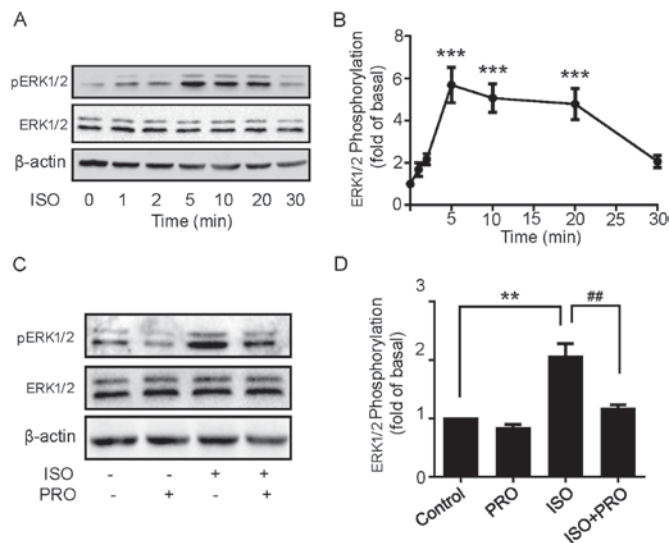 A
pERK1/2
ERK1/2
β-actin
ISO 0 1 2 5 10 20 30
Time (min)
B
ERK1/2 Phosphorylation
(fold of basal)
8
6
4
2
0
*** *** ***
5 10 15 20 25 30
Time (min)
C
pERK1/2
ERK1/2
β-actin
ISO - - + +
PRO - + - +
D
ERK1/2 Phosphorylation
(fold of basal)
3
2
1
0
** ##
Control PRO ISO ISO+PRO